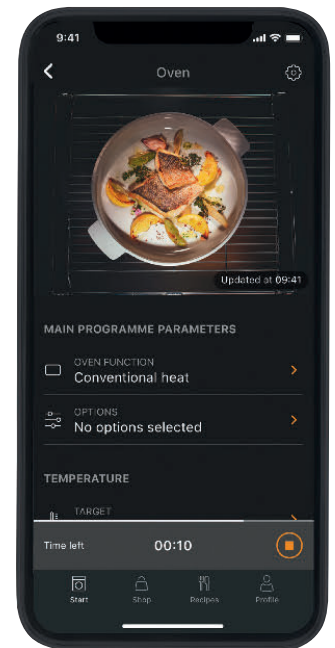 9:41
Oven
Updated at 09:41
MAIN PROGRAMME PARAMETERS
OVEN FUNCTION
Conventional heat
OPTIONS
No options selected
TEMPERATURE
TARGET
Time left 00:10
Start Shop Recipes Profile